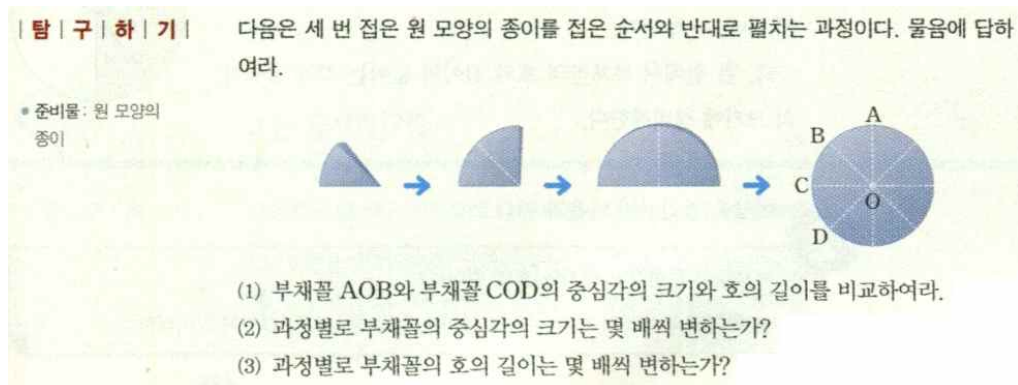 |탐|구|하|기|
다음은 세 번 접은 원 모양의 종이를 접은 순서와 반대로 펼치는 과정이다. 물음에 답하
여라.
• 준비물: 원 모양의
종이
A
B
C
O
D
(1) 부채꼴 AOB와 부채꼴 COD의 중심각의 크기와 호의 길이를 비교하여라.
(2) 과정별로 부채꼴의 중심각의 크기는 몇 배씩 변하는가?
(3) 과정별로 부채꼴의 호의 길이는 몇 배씩 변하는가?